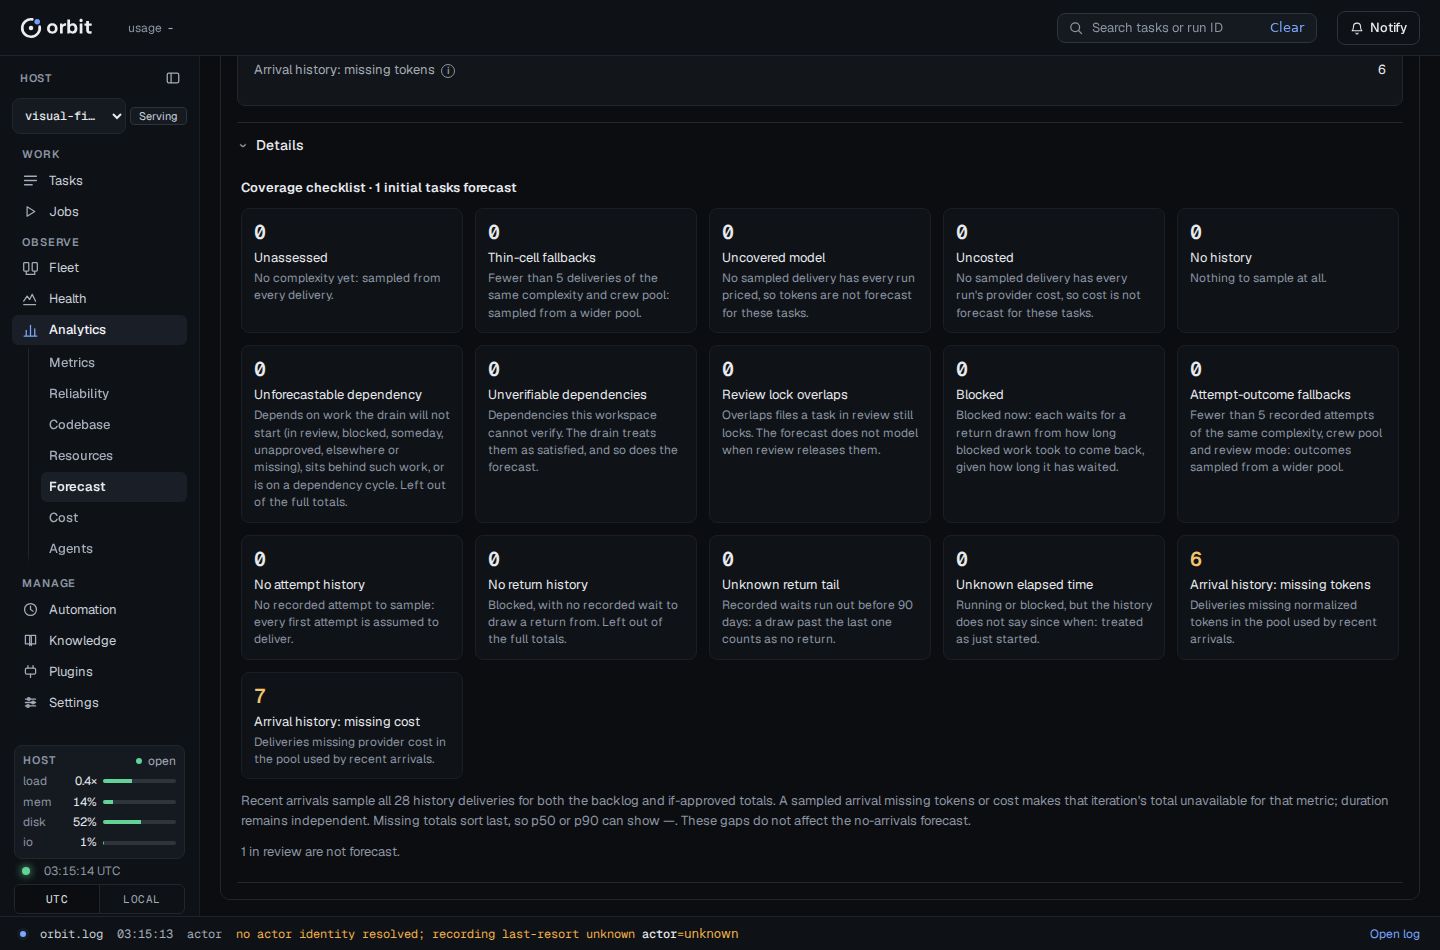 orbit
usage -
Search tasks or run ID
Clear
Notify
HOST
visual-fi…
Serving
WORK
Tasks
Jobs
OBSERVE
Fleet
Health
Analytics
Metrics
Reliability
Codebase
Resources
Forecast
Cost
Agents
MANAGE
Automation
Knowledge
Plugins
Settings
HOST
open
load 0.4×
mem 14%
disk 52%
io 1%
03:15:14 UTC
UTC
LOCAL
Arrival history: missing tokens
6
Details
Coverage checklist · 1 initial tasks forecast
0
Unassessed
No complexity yet: sampled from
every delivery.
0
Thin-cell fallbacks
Fewer than 5 deliveries of the
same complexity and crew pool:
sampled from a wider pool.
0
Uncovered model
No sampled delivery has every run
priced, so tokens are not forecast
for these tasks.
0
Uncosted
No sampled delivery has every
run's provider cost, so cost is not
forecast for these tasks.
0
No history
Nothing to sample at all.
0
Unforecastable dependency
Depends on work the drain will not
start (in review, blocked, someday,
unapproved, elsewhere or
missing), sits behind such work, or
is on a dependency cycle. Left out
of the full totals.
0
Unverifiable dependencies
Dependencies this workspace
cannot verify. The drain treats
them as satisfied, and so does the
forecast.
0
Review lock overlaps
Overlaps files a task in review still
locks. The forecast does not model
when review releases them.
0
Blocked
Blocked now: each waits for a
return drawn from how long
blocked work took to come back,
given how long it has waited.
0
Attempt-outcome fallbacks
Fewer than 5 recorded attempts
of the same complexity, crew pool
and review mode: outcomes
sampled from a wider pool.
0
No attempt history
No recorded attempt to sample:
every first attempt is assumed to
deliver.
0
No return history
Blocked, with no recorded wait to
draw a return from. Left out of
the full totals.
0
Unknown return tail
Recorded waits run out before 90
days: a draw past the last one
counts as no return.
0
Unknown elapsed time
Running or blocked, but the history
does not say since when: treated
as just started.
6
Arrival history: missing tokens
Deliveries missing normalized
tokens in the pool used by recent
arrivals.
7
Arrival history: missing cost
Deliveries missing provider cost in
the pool used by recent arrivals.
Recent arrivals sample all 28 history deliveries for both the backlog and if-approved totals. A sampled arrival missing tokens or cost makes that iteration's total unavailable for that metric; duration
remains independent. Missing totals sort last, so p50 or p90 can show —. These gaps do not affect the no-arrivals forecast.
1 in review are not forecast.
orbit.log 03:15:13 actor no actor identity resolved; recording last-resort unknown actor=unknown
Open log